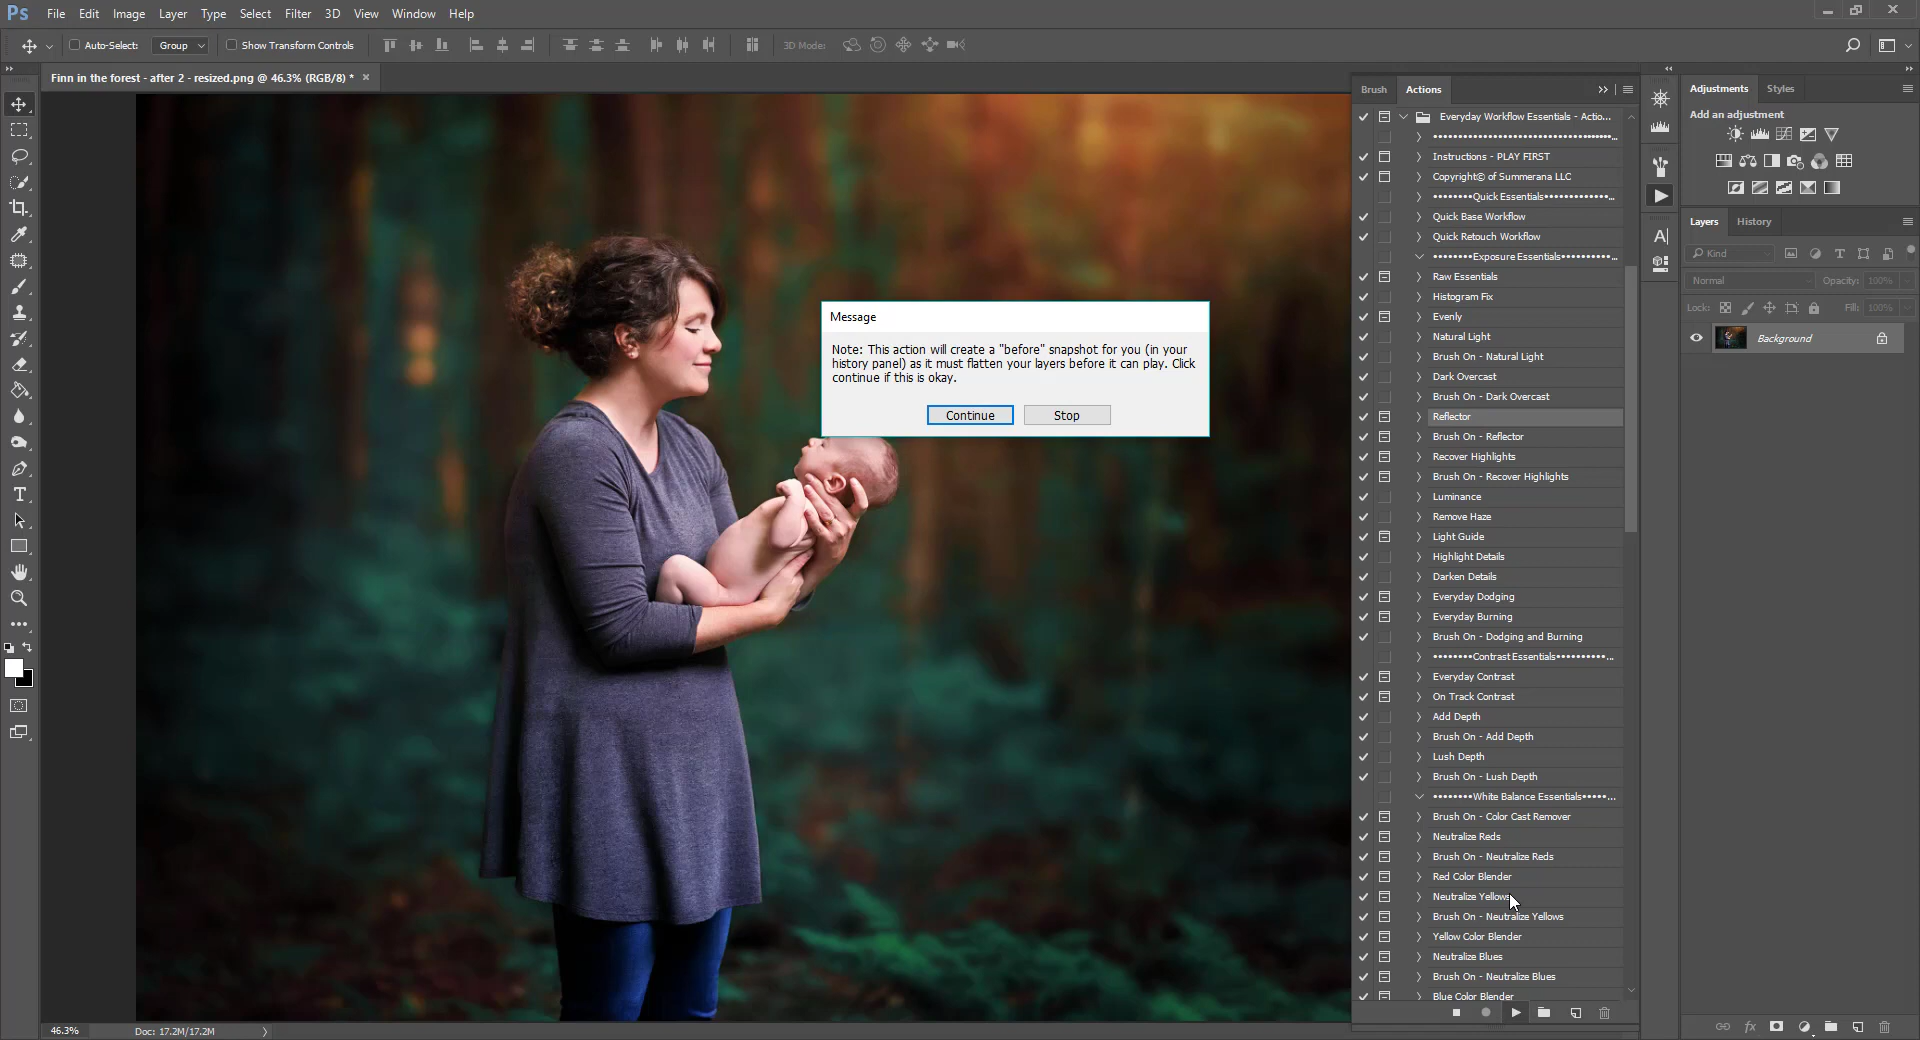 Ps File Edit Image Layer Type Select Filter 3D View Window Help
Auto-Select: Group Show Transform Controls 3D Mode:
Finn in the forest - after 2 - resized.png @ 46.3% (RGB/8) * ×
Brush Actions
Everyday Workflow Essentials - Actio...
Instructions - PLAY FIRST
Copyright© of Summerana LLC
••••••••Quick Essentials••••••••••••••...
Quick Base Workflow
Quick Retouch Workflow
••••••••Exposure Essentials••••••••••...
Raw Essentials
Histogram Fix
Evenly
Natural Light
Brush On - Natural Light
Dark Overcast
Brush On - Dark Overcast
Reflector
Brush On - Reflector
Recover Highlights
Brush On - Recover Highlights
Luminance
Remove Haze
Light Guide
Highlight Details
Darken Details
Everyday Dodging
Everyday Burning
Brush On - Dodging and Burning
••••••••Contrast Essentials••••••••••...
Everyday Contrast
On Track Contrast
Add Depth
Brush On - Add Depth
Lush Depth
Brush On - Lush Depth
••••••••White Balance Essentials•••••...
Brush On - Color Cast Remover
Neutralize Reds
Brush On - Neutralize Reds
Red Color Blender
Neutralize Yellows
Brush On - Neutralize Yellows
Yellow Color Blender
Neutralize Blues
Brush On - Neutralize Blues
Blue Color Blender
Message
Note: This action will create a "before" snapshot for you (in your
history panel) as it must flatten your layers before it can play. Click
continue if this is okay.
Continue Stop
Adjustments Styles
Add an adjustment
Layers History
Kind
Normal Opacity: 100%
Lock: Fill: 100%
Background
46.3% Doc: 17.2M/17.2M